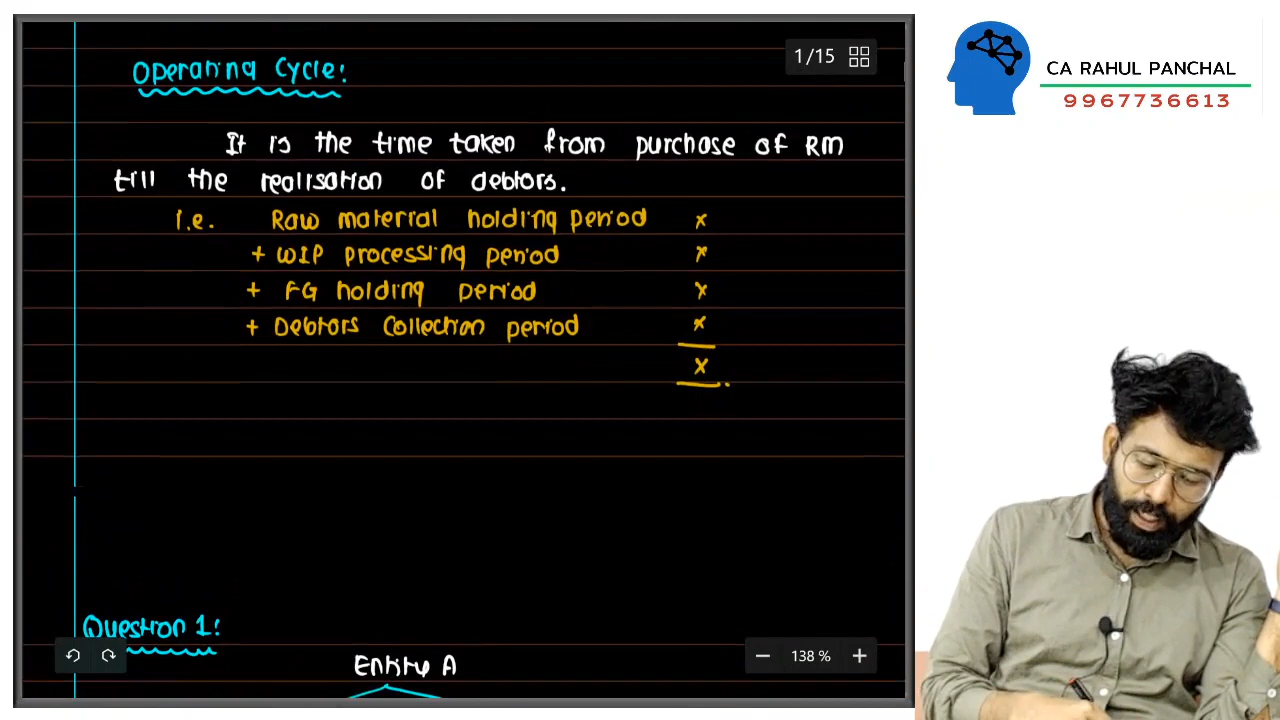 Operating Cycle:
1/15
It is the time taken from purchase of RM
till the realisation of debtors.
i.e. Raw material holding period x
+ WIP processing period x
+ FG holding period x
+ Debtors Collection period x
x
Question 1:
Entity A
138 %
CA RAHUL PANCHAL
9967736613